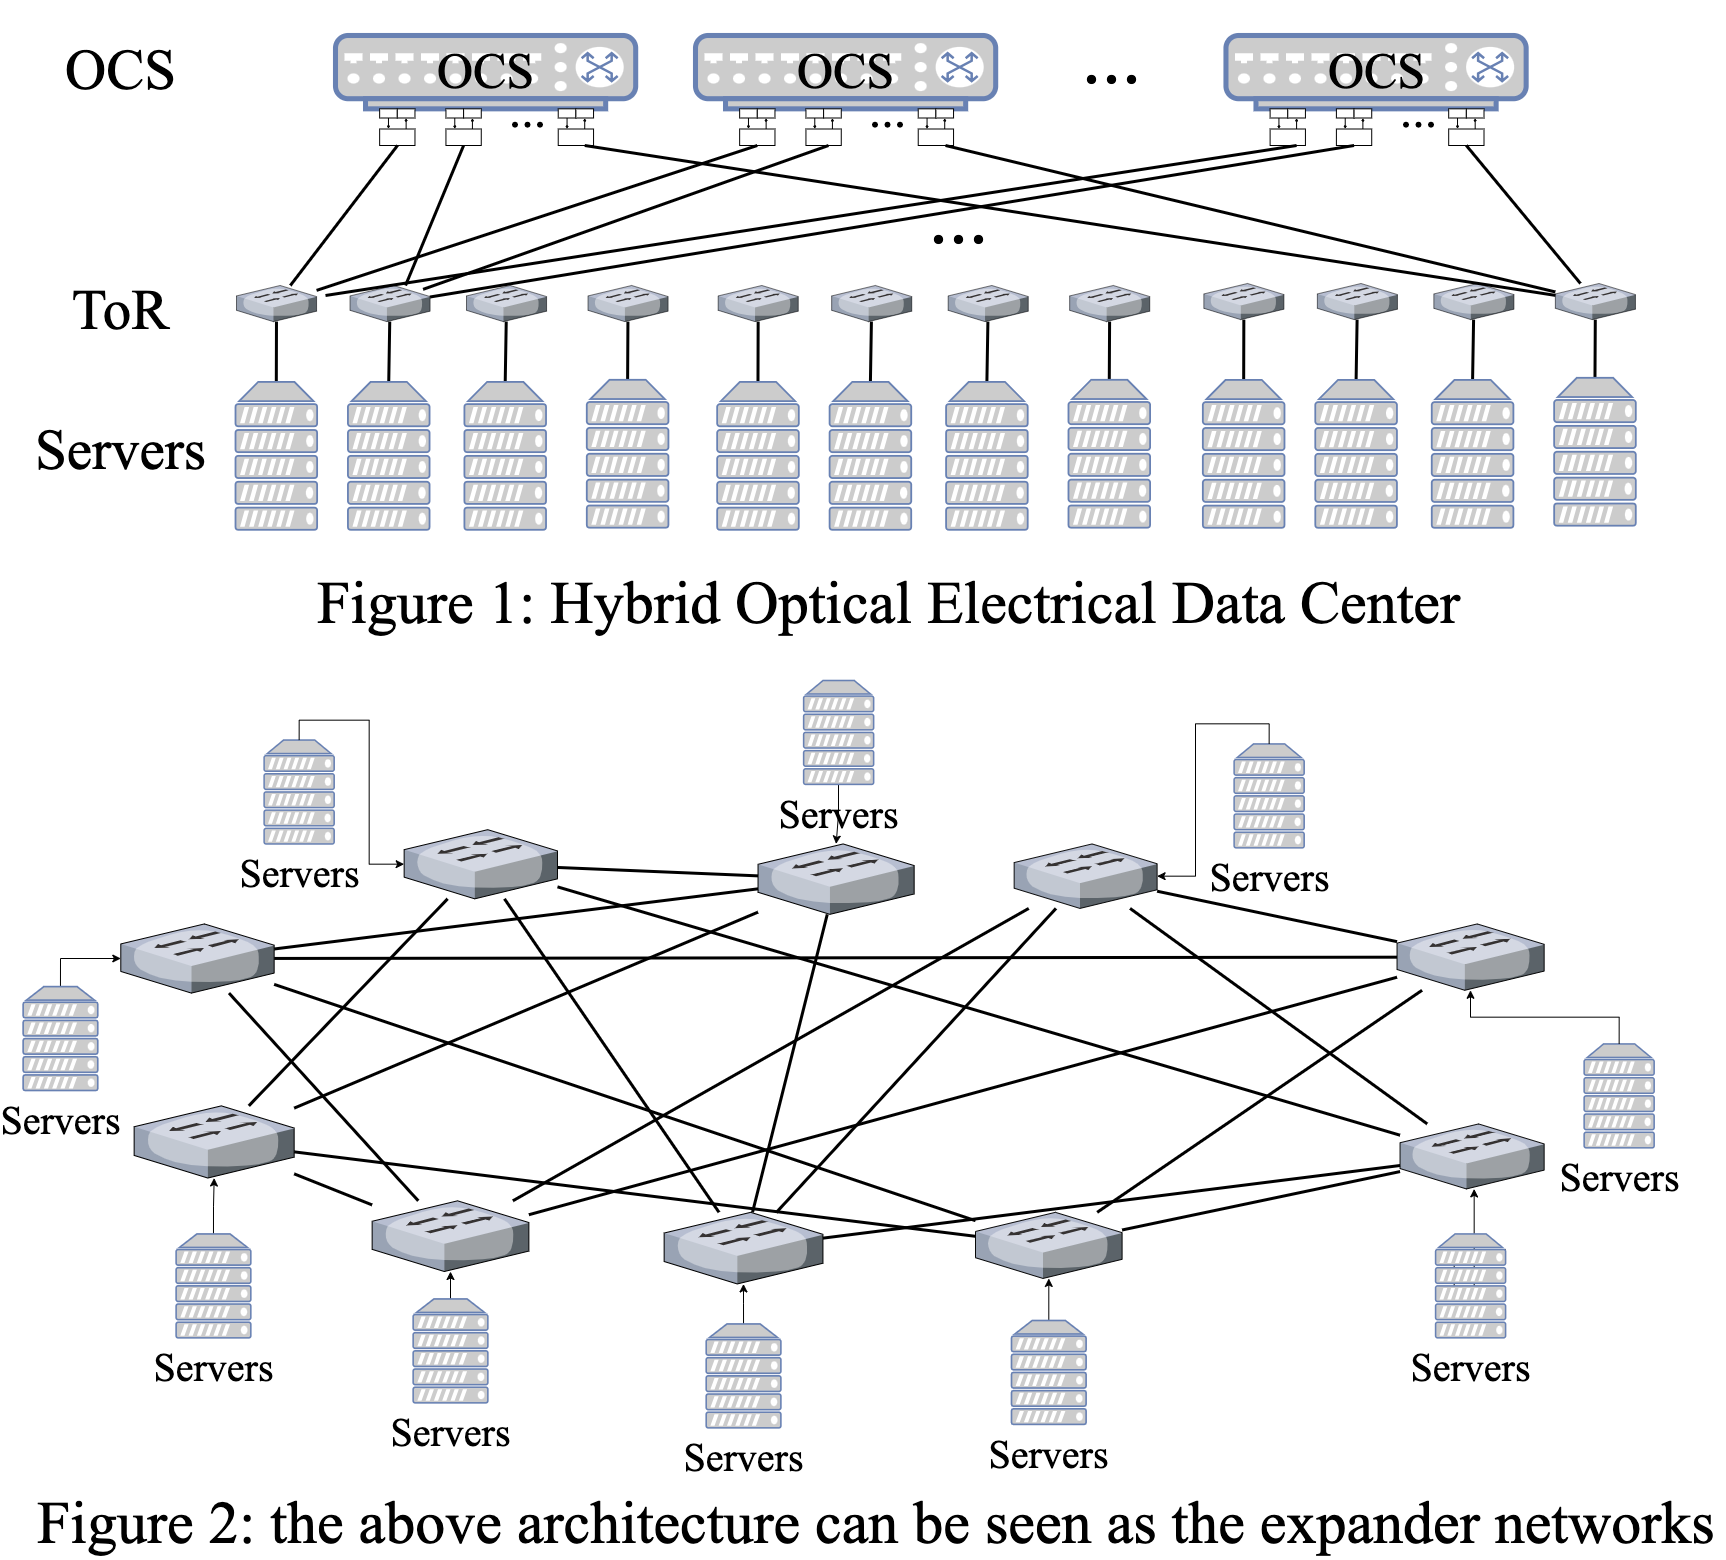 OCS
OCS
OCS
...
OCS
...
...
...
...
ToR
Servers
Figure 1: Hybrid Optical Electrical Data Center
Servers
Servers
Servers
Servers
Servers
Servers
Servers
Servers
Servers
Servers
Figure 2: the above architecture can be seen as the expander networks